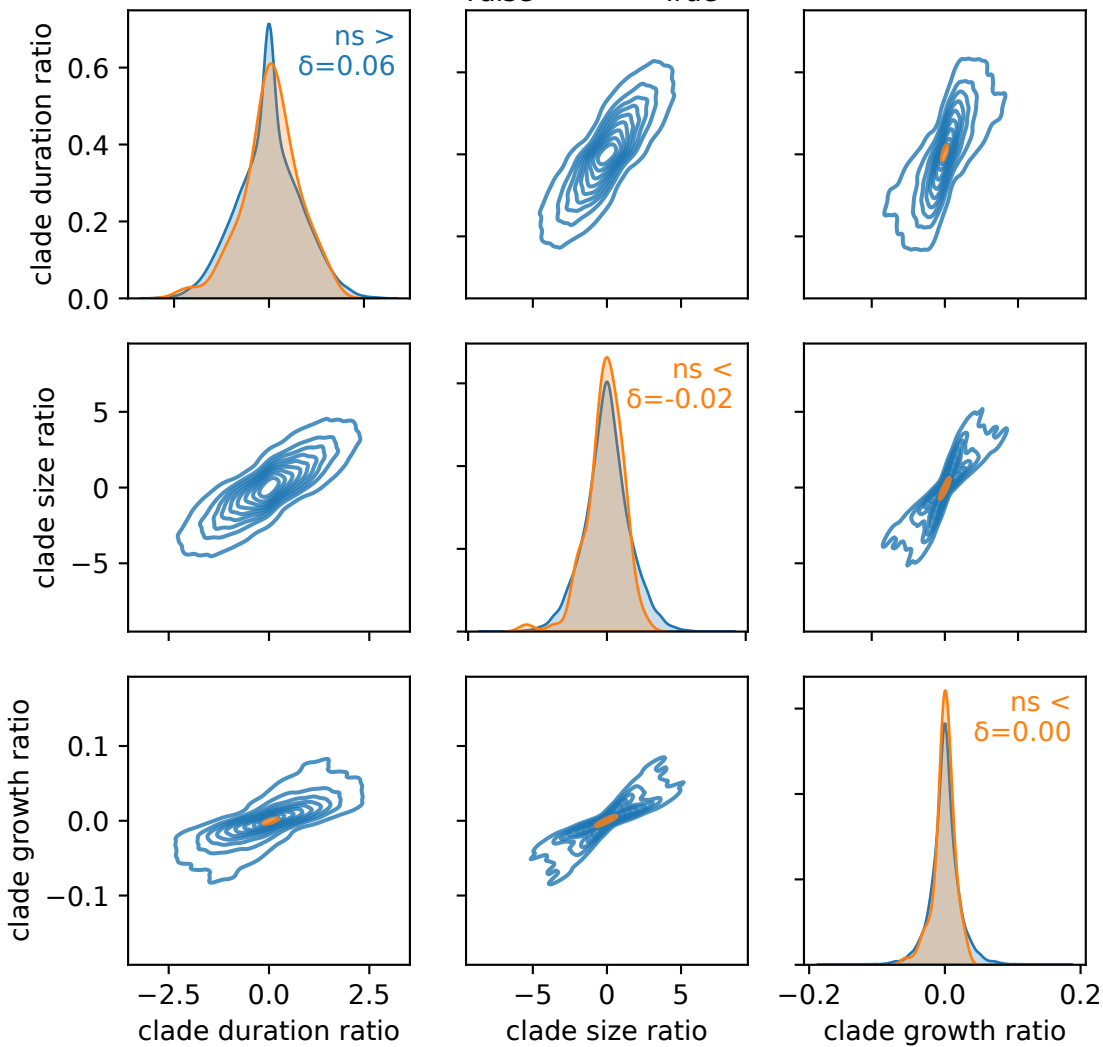 clade duration ratio
0.6
0.4
0.2
0.0
ns >
δ=0.06
clade size ratio
5
0
−5
ns <
δ=-0.02
clade growth ratio
0.1
0.0
−0.1
ns <
δ=0.00
−2.5 0.0 2.5
−5 0 5
−0.2 0.0 0.2
clade duration ratio
clade size ratio
clade growth ratio